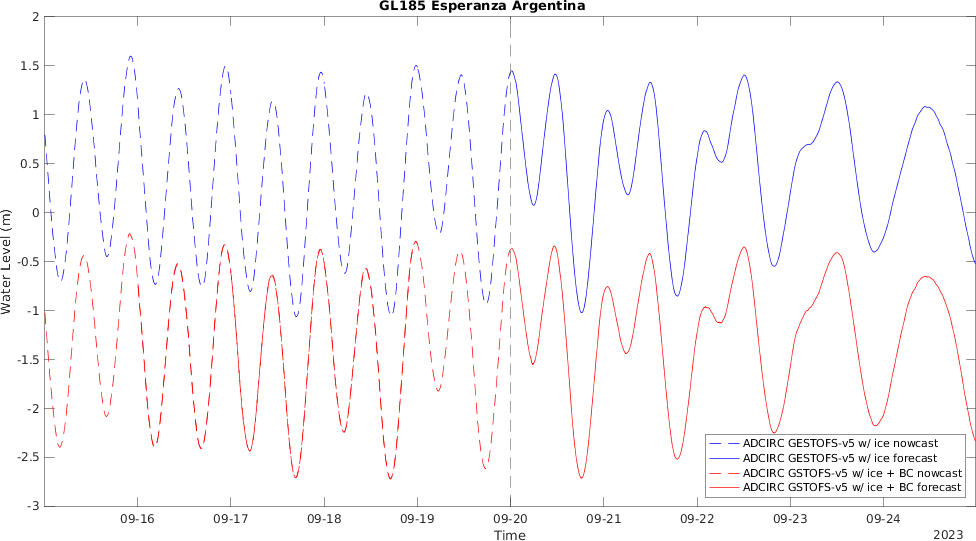 GL185 Esperanza Argentina
2
1.5
1
0.5
0
-0.5
-1
-1.5
-2
-2.5
-3
Water Level (m)
ADCIRC GESTOFS-v5 w/ ice nowcast
ADCIRC GESTOFS-v5 w/ ice forecast
ADCIRC GSTOFS-v5 w/ ice + BC nowcast
ADCIRC GSTOFS-v5 w/ ice + BC forecast
09-16 09-17 09-18 09-19 09-20 09-21 09-22 09-23 09-24
Time
2023